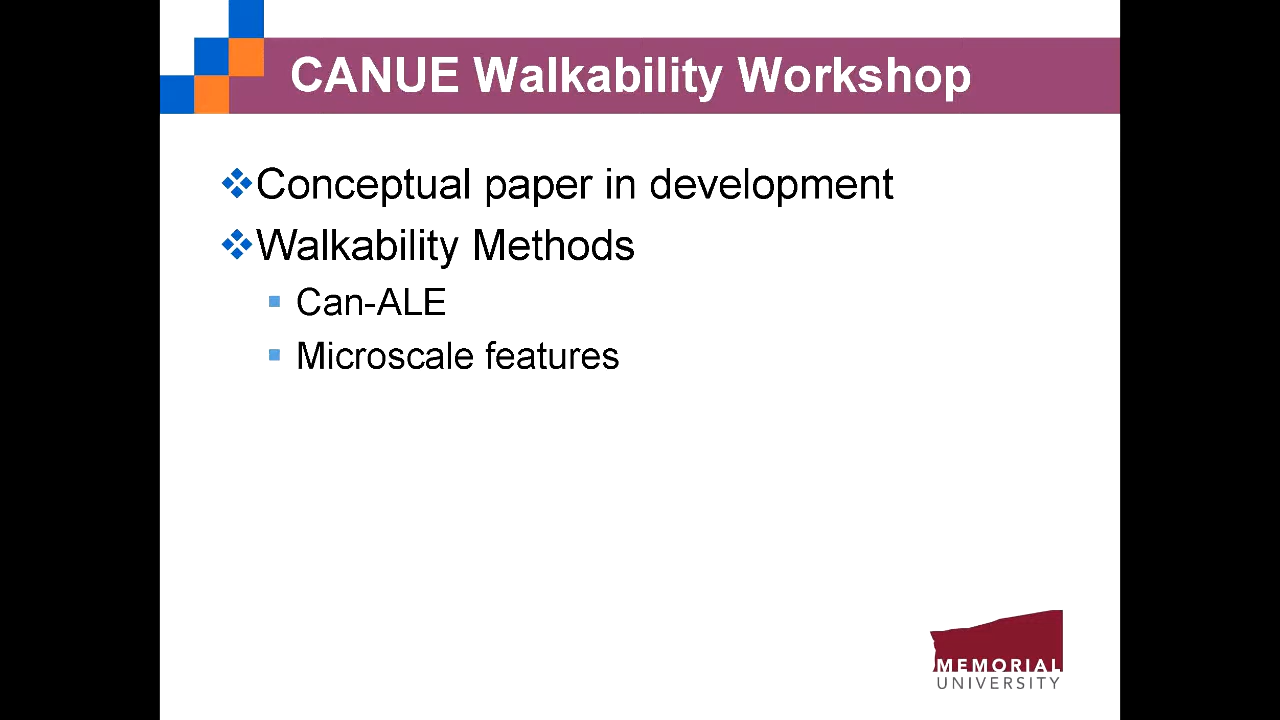 CANUE Walkability Workshop
Conceptual paper in development
Walkability Methods
Can-ALE
Microscale features
MEMORIAL
UNIVERSITY